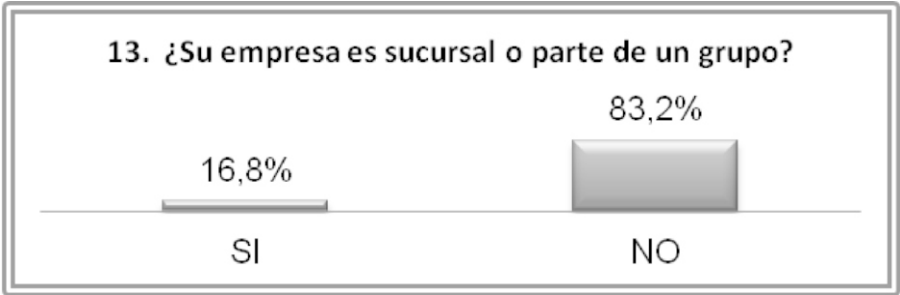 13. ¿Su empresa es sucursal o parte de un grupo?
83,2%
16,8%
SI NO